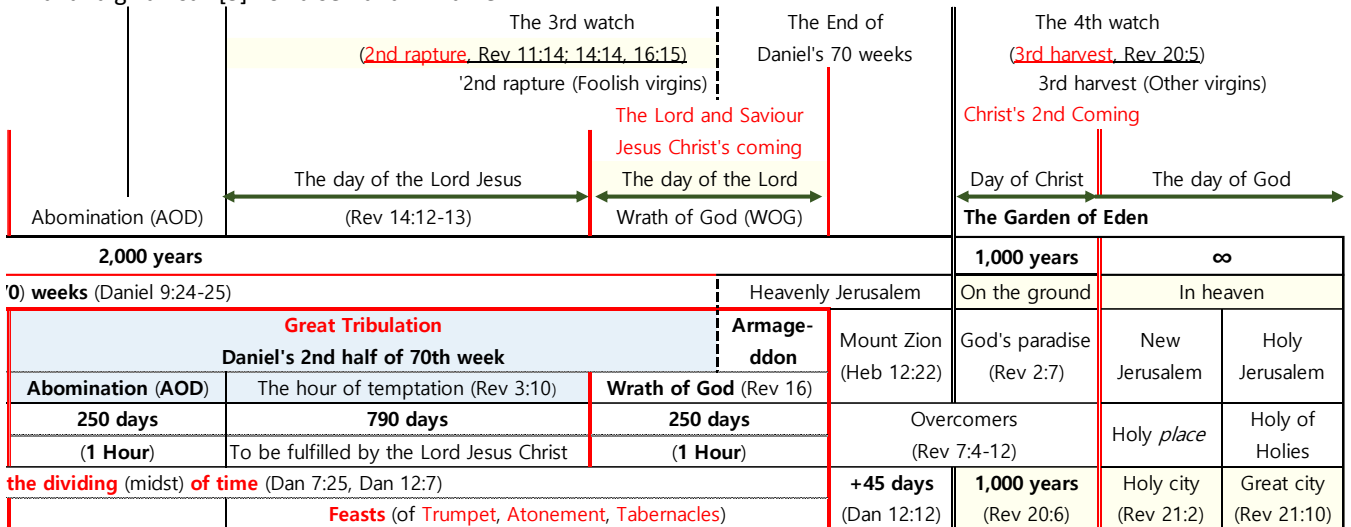 The 3rd watch
The End of
The 4th watch
(2nd rapture, Rev 11:14; 14:14, 16:15)
Daniel's 70 weeks
(3rd harvest, Rev 20:5)
'2nd rapture (Foolish virgins)
3rd harvest (Other virgins)
The Lord and Saviour
Christ's 2nd Coming
Jesus Christ's coming
The day of the Lord Jesus
The day of the Lord
Day of Christ
The day of God
Abomination (AOD)
(Rev 14:12-13)
Wrath of God (WOG)
The Garden of Eden
2,000 years
1,000 years
∞
0) weeks (Daniel 9:24-25)
Heavenly Jerusalem
On the ground
In heaven
Great Tribulation
Daniel's 2nd half of 70th week
Armage-
ddon
Mount Zion
(Heb 12:22)
God's paradise
(Rev 2:7)
New
Jerusalem
Holy
Jerusalem
Abomination (AOD)
The hour of temptation (Rev 3:10)
Wrath of God (Rev 16)
250 days
790 days
250 days
Overcomers
(Rev 7:4-12)
Holy place
Holy of
Holies
(1 Hour)
To be fulfilled by the Lord Jesus Christ
(1 Hour)
the dividing (midst) of time (Dan 7:25, Dan 12:7)
+45 days
1,000 years
Holy city
Great city
Feasts (of Trumpet, Atonement, Tabernacles)
(Dan 12:12)
(Rev 20:6)
(Rev 21:2)
(Rev 21:10)